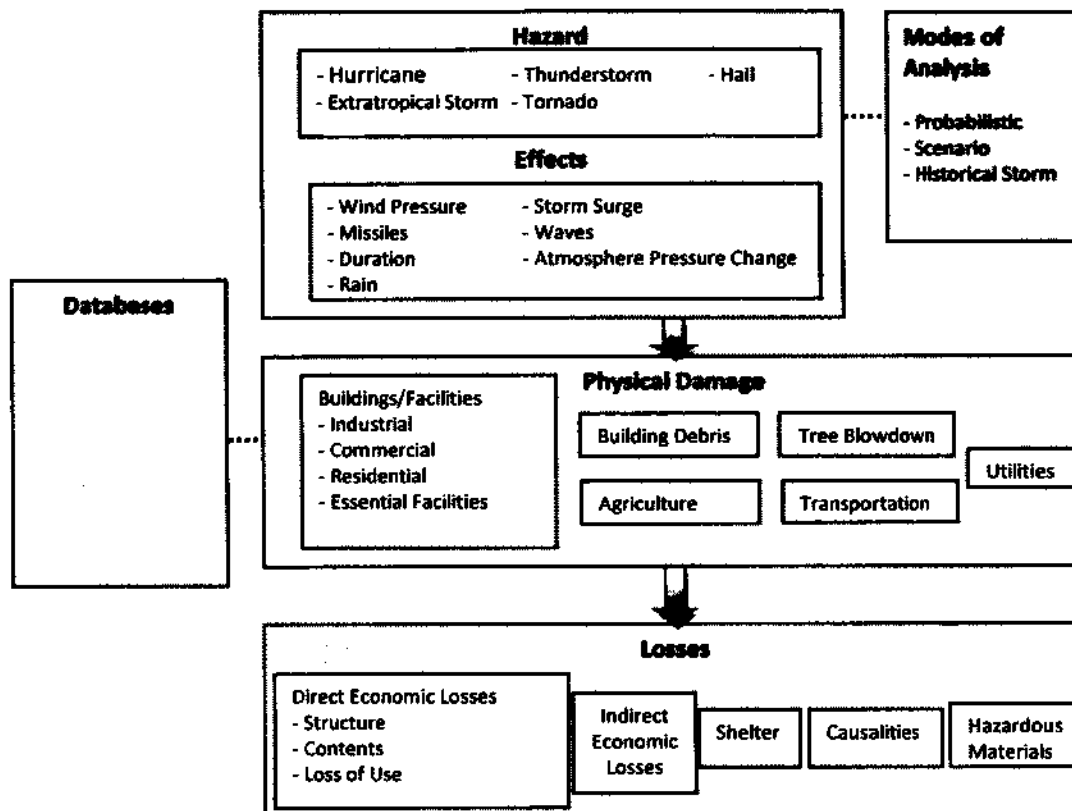 Hazard
- Hurricane - Thunderstorm - Hail
- Extratropical Storm - Tornado
Effects
- Wind Pressure - Storm Surge
- Missiles - Waves
- Duration - Atmosphere Pressure Change
- Rain
Modes of
Analysis
- Probabilistic
- Scenario
- Historical Storm
Databases
Physical Damage
Buildings/Facilities
- Industrial
- Commercial
- Residential
- Essential Facilities
Building Debris
Tree Blowdown
Utilities
Agriculture
Transportation
Losses
Direct Economic Losses
- Structure
- Contents
- Loss of Use
Indirect
Economic
Losses
Shelter
Causalities
Hazardous
Materials